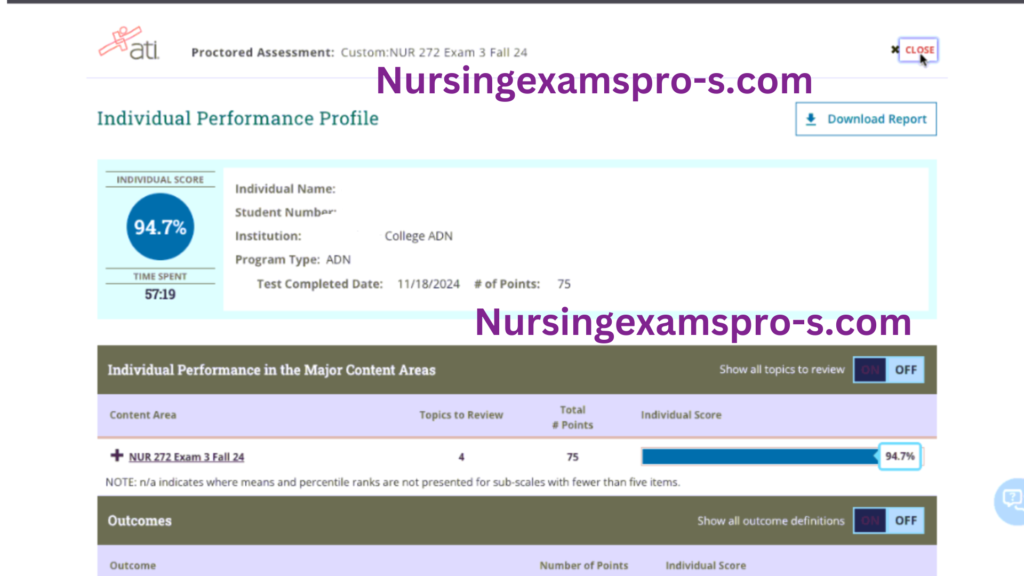 ati
Proctored Assessment: Custom:NUR 272 Exam 3 Fall 24
✖ CLOSE
Nursingexamspro-s.com
Individual Performance Profile
Download Report
INDIVIDUAL SCORE
94.7%
TIME SPENT
57:19
Individual Name:
Student Number:
Institution: College ADN
Program Type: ADN
Test Completed Date: 11/18/2024 # of Points: 75
Nursingexamspro-s.com
Individual Performance in the Major Content Areas Show all topics to review ON OFF
Content Area Topics to Review Total # Points Individual Score
+ NUR 272 Exam 3 Fall 24 4 75 94.7%
NOTE: n/a indicates where means and percentile ranks are not presented for sub-scales with fewer than five items.
Outcomes Show all outcome definitions ON OFF
Outcome Number of Points Individual Score